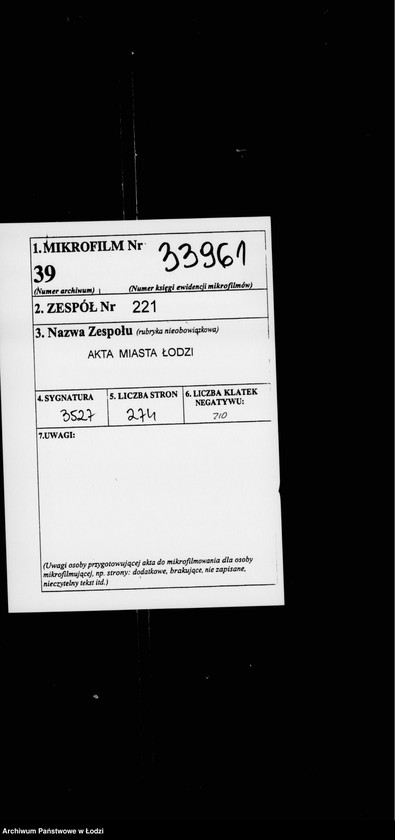 1. MIKROFILM Nr 33961
39
(Numer archiwum) (Numer księgi ewidencji mikrofilmów)
2. ZESPÓŁ Nr 221
3. Nazwa Zespołu (rubryka nieobowiązkowa)
AKTA MIASTA ŁODZI
4. SYGNATURA 5. LICZBA STRON 6. LICZBA KLATEK
NEGATYWU:
3527 274 210
7.UWAGI:
(Uwagi osoby przygotowującej akta do mikrofilmowania dla osoby
mikrofilmującej, np. strony: dodatkowe, brakujące, nie zapisane,
nieczytelny tekst itd.)
Archiwum Państwowe w Łodzi